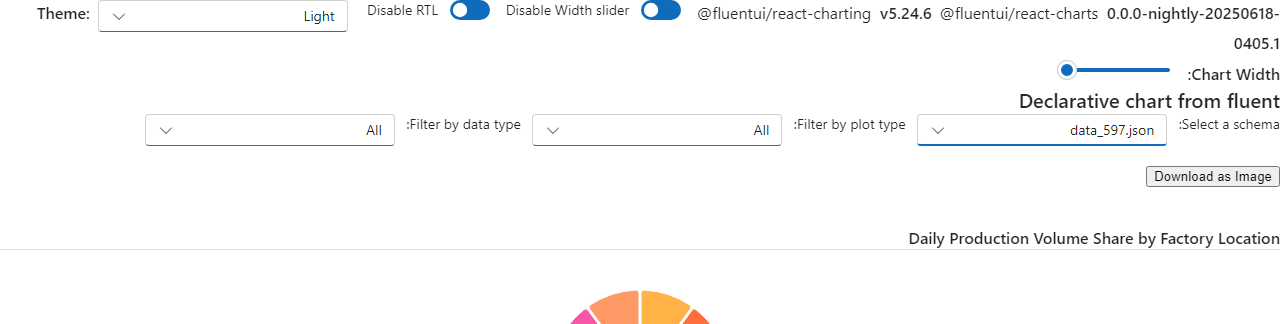 Theme:
Light
Disable RTL
Disable Width slider
@fluentui/react-charting v5.24.6 @fluentui/react-charts 0.0.0-nightly-20250618-
0405.1
:Chart Width
Declarative chart from fluent
:Select a schema
data_597.json
:Filter by plot type
All
:Filter by data type
All
Download as Image
Daily Production Volume Share by Factory Location